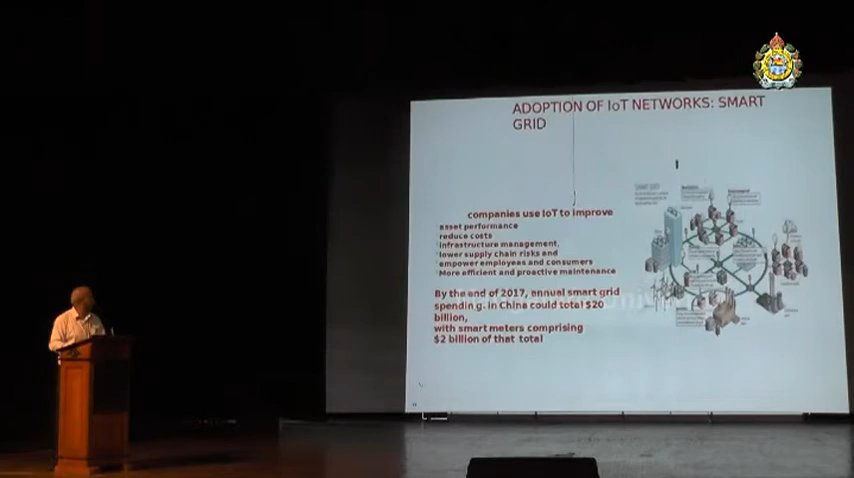 ADOPTION OF IoT NETWORKS: SMART
GRID
companies use IoT to improve
asset performance
reduce costs
infrastructure management,
lower supply chain risks and
empower employees and consumers
More efficient and proactive maintenance
By the end of 2017, annual smart grid
spending. in China could total $20
billion,
with smart meters comprising
$2 billion of that total